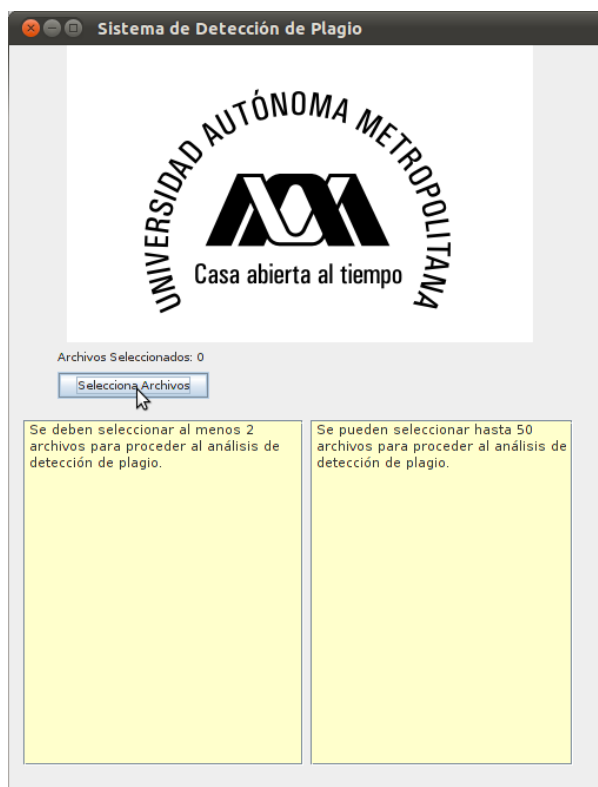 Sistema de Detección de Plagio
UNIVERSIDAD AUTÓNOMA METROPOLITANA
Casa abierta al tiempo
Archivos Seleccionados: 0
Selecciona Archivos
Se deben seleccionar al menos 2
archivos para proceder al análisis de
detección de plagio.
Se pueden seleccionar hasta 50
archivos para proceder al análisis de
detección de plagio.